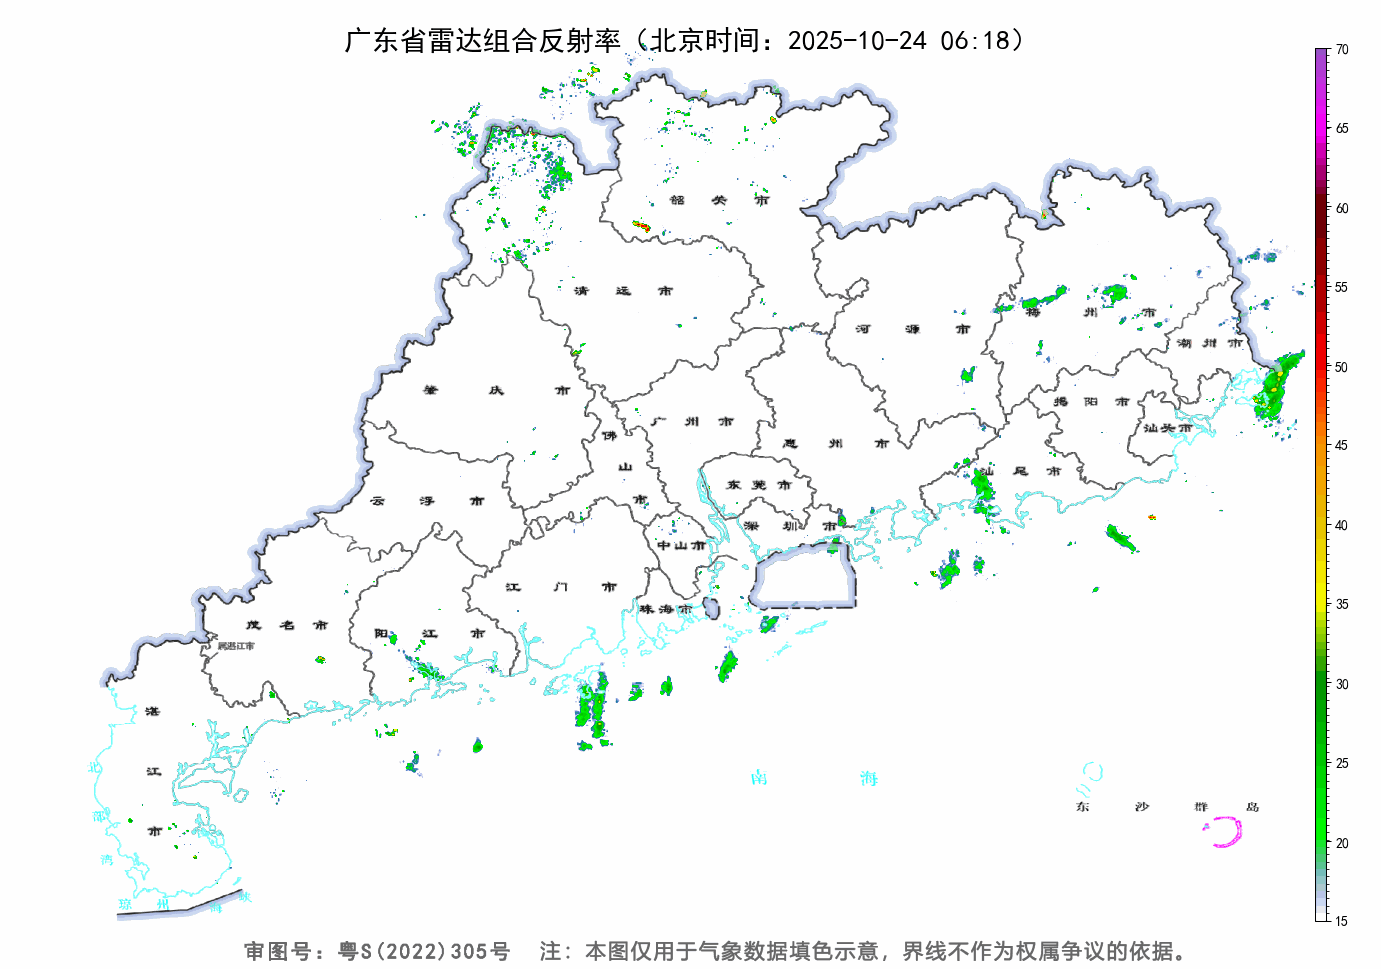 广东省雷达组合反射率（北京时间：2025-10-24 06:18）
70
65
60
55
50
45
40
35
30
25
20
15
韶 关 市
清 远 市
河 源 市
梅 州 市
潮 州 市
肇 庆 市
广 州 市
惠 州 市
揭 阳 市
汕头市
佛
山
市
云 浮 市
东 莞 市
汕 尾 市
深 圳 市
中山市
江 门 市
珠海市
茂 名 市
阳 江 市
属湛江市
湛
江
市
北
部
湾
琼 州 海 峡
南 海
东 沙 群 岛
审图号：粤S(2022)305号 注：本图仅用于气象数据填色示意，界线不作为权属争议的依据。